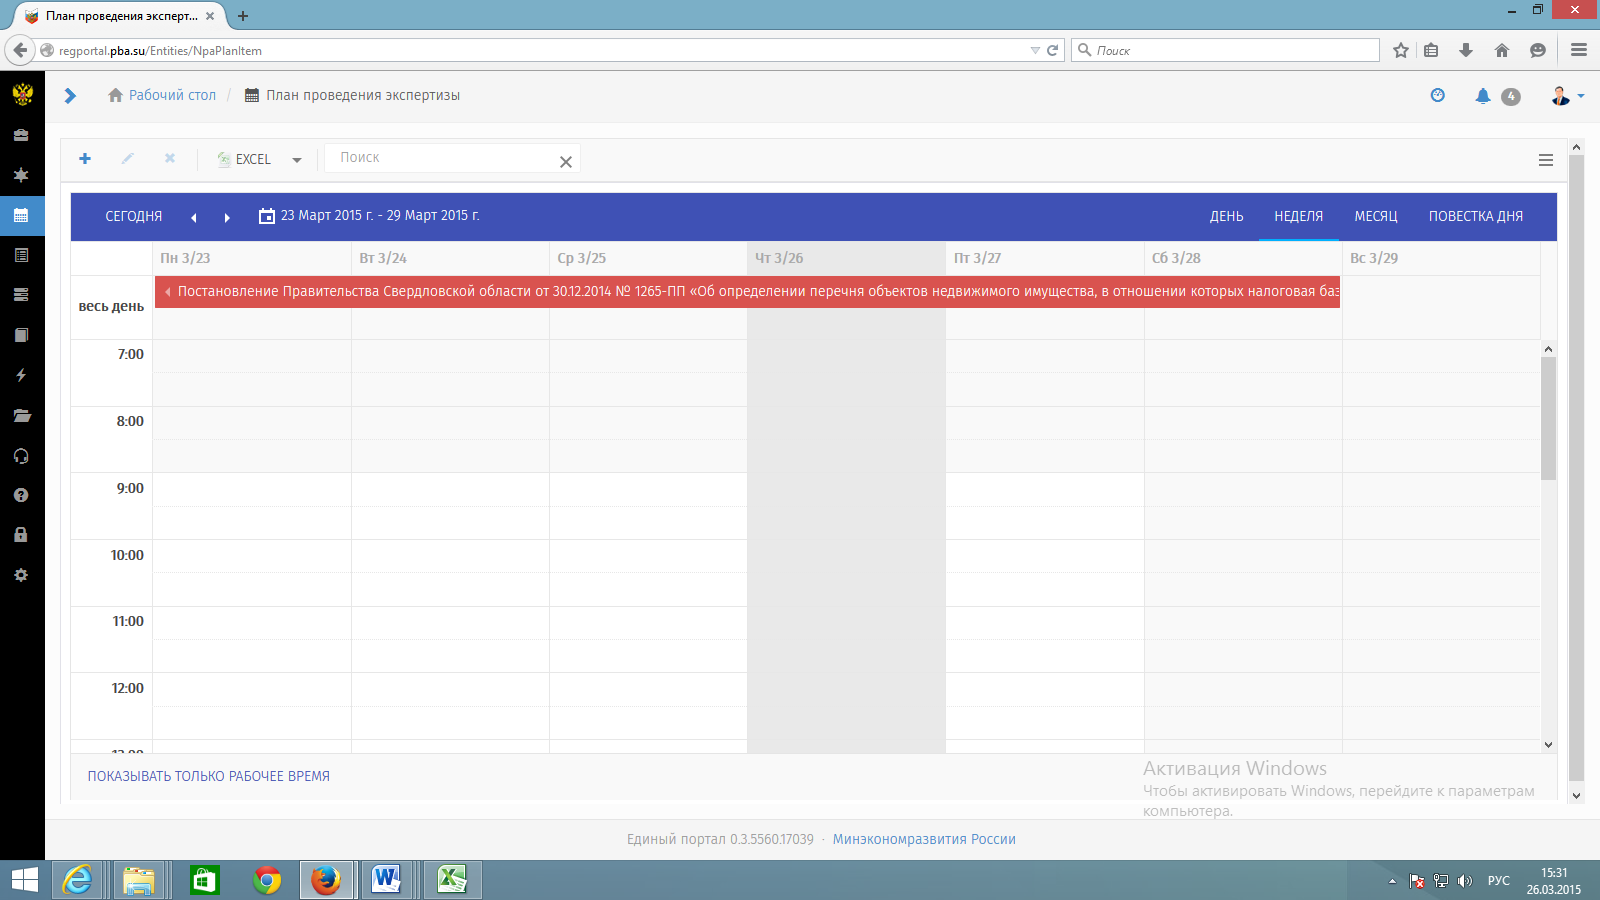 План проведения эксперт...
regportal.pba.su/Entities/NpaPlanItem
Поиск
Рабочий стол / План проведения экспертизы
4
EXCEL
Поиск
СЕГОДНЯ
23 Март 2015 г. - 29 Март 2015 г.
ДЕНЬ НЕДЕЛЯ МЕСЯЦ ПОВЕСТКА ДНЯ
Пн 3/23 Вт 3/24 Ср 3/25 Чт 3/26 Пт 3/27 Сб 3/28 Вс 3/29
Постановление Правительства Свердловской области от 30.12.2014 № 1265-ПП «Об определении перечня объектов недвижимого имущества, в отношении которых налоговая баз
весь день
7:00
8:00
9:00
10:00
11:00
12:00
ПОКАЗЫВАТЬ ТОЛЬКО РАБОЧЕЕ ВРЕМЯ
Активация Windows
Чтобы активировать Windows, перейдите к параметрам
компьютера.
Единый портал 0.3.5560.17039 · Минэкономразвития России
РУС
15:31
26.03.2015